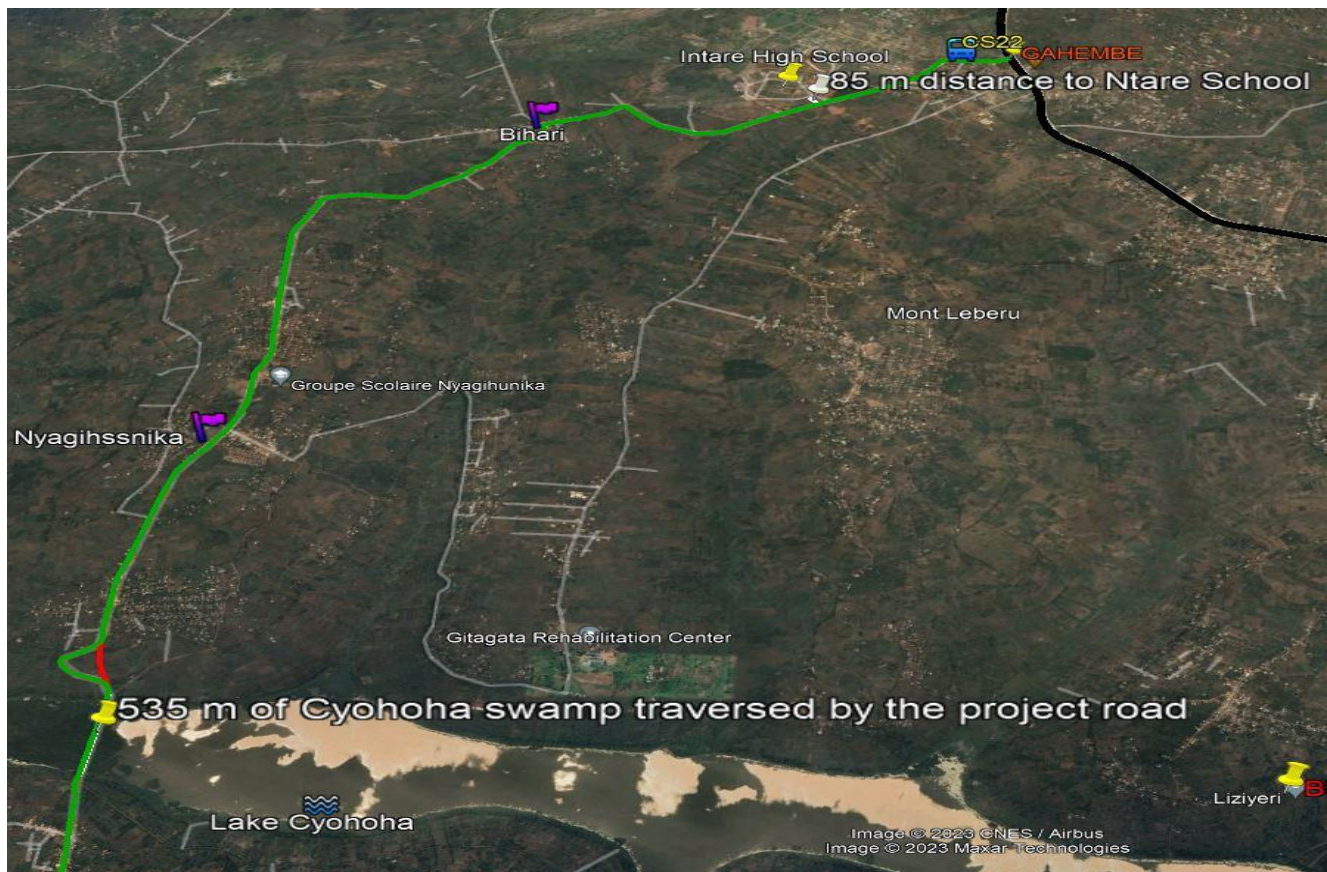 CS22
GAHEMBE
Intare High School
85 m distance to Ntare School
Bihari
Mont Leberu
Groupe Scolaire Nyagihunika
Nyagihssnika
Gitagata Rehabilitation Center
535 m of Cyohoha swamp traversed by the project road
Liziyeri
B
Lake Cyohoha
Image © 2023 CNES / Airbus
Image © 2023 Maxar Technologies